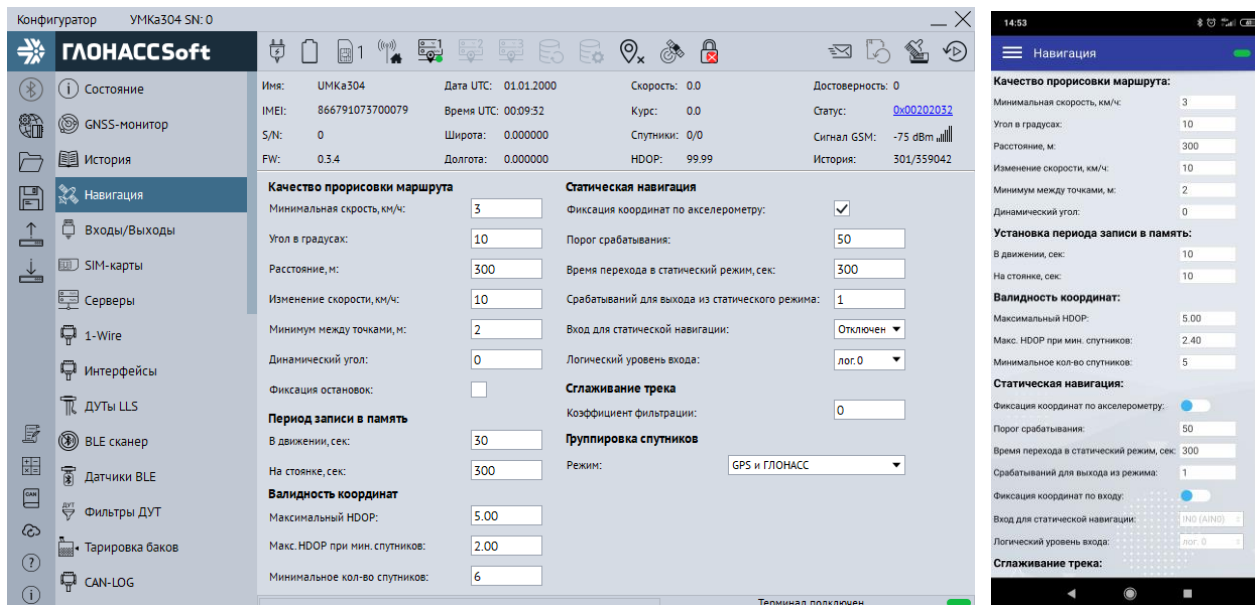 Конфигуратор УМКа304 SN: 0
ГЛОНАССSoft
Состояние
GNSS-монитор
История
Навигация
Входы/Выходы
SIM-карты
Серверы
1-Wire
Интерфейсы
ДУТы LLS
BLE сканер
Датчики BLE
Фильтры ДУТ
Тарировка баков
CAN-LOG
Имя: UMKa304 Дата UTC: 01.01.2000 Скорость: 0.0 Достоверность: 0
IMEI: 866791073700079 Время UTC: 00:09:32 Курс: 0.0 Статус: 0x00202032
S/N: 0 Широта: 0.000000 Спутники: 0/0 Сигнал GSM: -75 dBm
FW: 0.3.4 Долгота: 0.000000 HDOP: 99.99 История: 301/359042
Качество прорисовки маршрута
Минимальная скрость, км/ч: 3
Угол в градусах: 10
Расстояние, м: 300
Изменение скорости, км/ч: 10
Минимум между точками, м: 2
Динамический угол: 0
Фиксация остановок:
Период записи в память
В движении, сек: 30
На стоянке, сек: 300
Валидность координат
Максимальный HDOP: 5.00
Макс. HDOP при мин. спутников: 2.00
Минимальное кол-во спутников: 6
Статическая навигация
Фиксация координат по акселерометру:
Порог срабатывания: 50
Время перехода в статический режим, сек: 300
Срабатываний для выхода из статического режима: 1
Вход для статической навигации: Отключен
Логический уровень входа: лог. 0
Сглаживание трека
Коэффициент фильтрации: 0
Группировка спутников
Режим: GPS и ГЛОНАСС
Терминал подключен
14:53
Навигация
Качество прорисовки маршрута:
Минимальная скорость, км/ч: 3
Угол в градусах: 10
Расстояние, м: 300
Изменение скорости, км/ч: 10
Минимум между точками, м: 2
Динамический угол: 0
Установка периода записи в память:
В движении, сек: 10
На стоянке, сек: 10
Валидность координат:
Максимальный HDOP: 5.00
Макс. HDOP при мин. спутников: 2.40
Минимальное кол-во спутников: 5
Статическая навигация:
Фиксация координат по акселерометру:
Порог срабатывания: 50
Время перехода в статический режим, сек: 300
Срабатываний для выхода из режима: 1
Фиксация координат по входу:
Вход для статической навигации: IN0 (AIN0)
Логический уровень входа: лог. 0
Сглаживание трека: